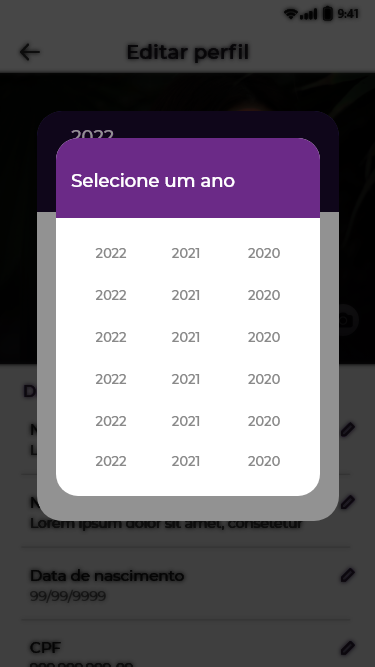 9:41
Editar perfil
2022
Selecione um ano
2022 2021 2020
2022 2021 2020
2022 2021 2020
2022 2021 2020
2022 2021 2020
2022 2021 2020
D
N
L
N
Lorem ipsum dolor sit amet, consetetur
Data de nascimento
99/99/9999
CPF
999.999.999-99